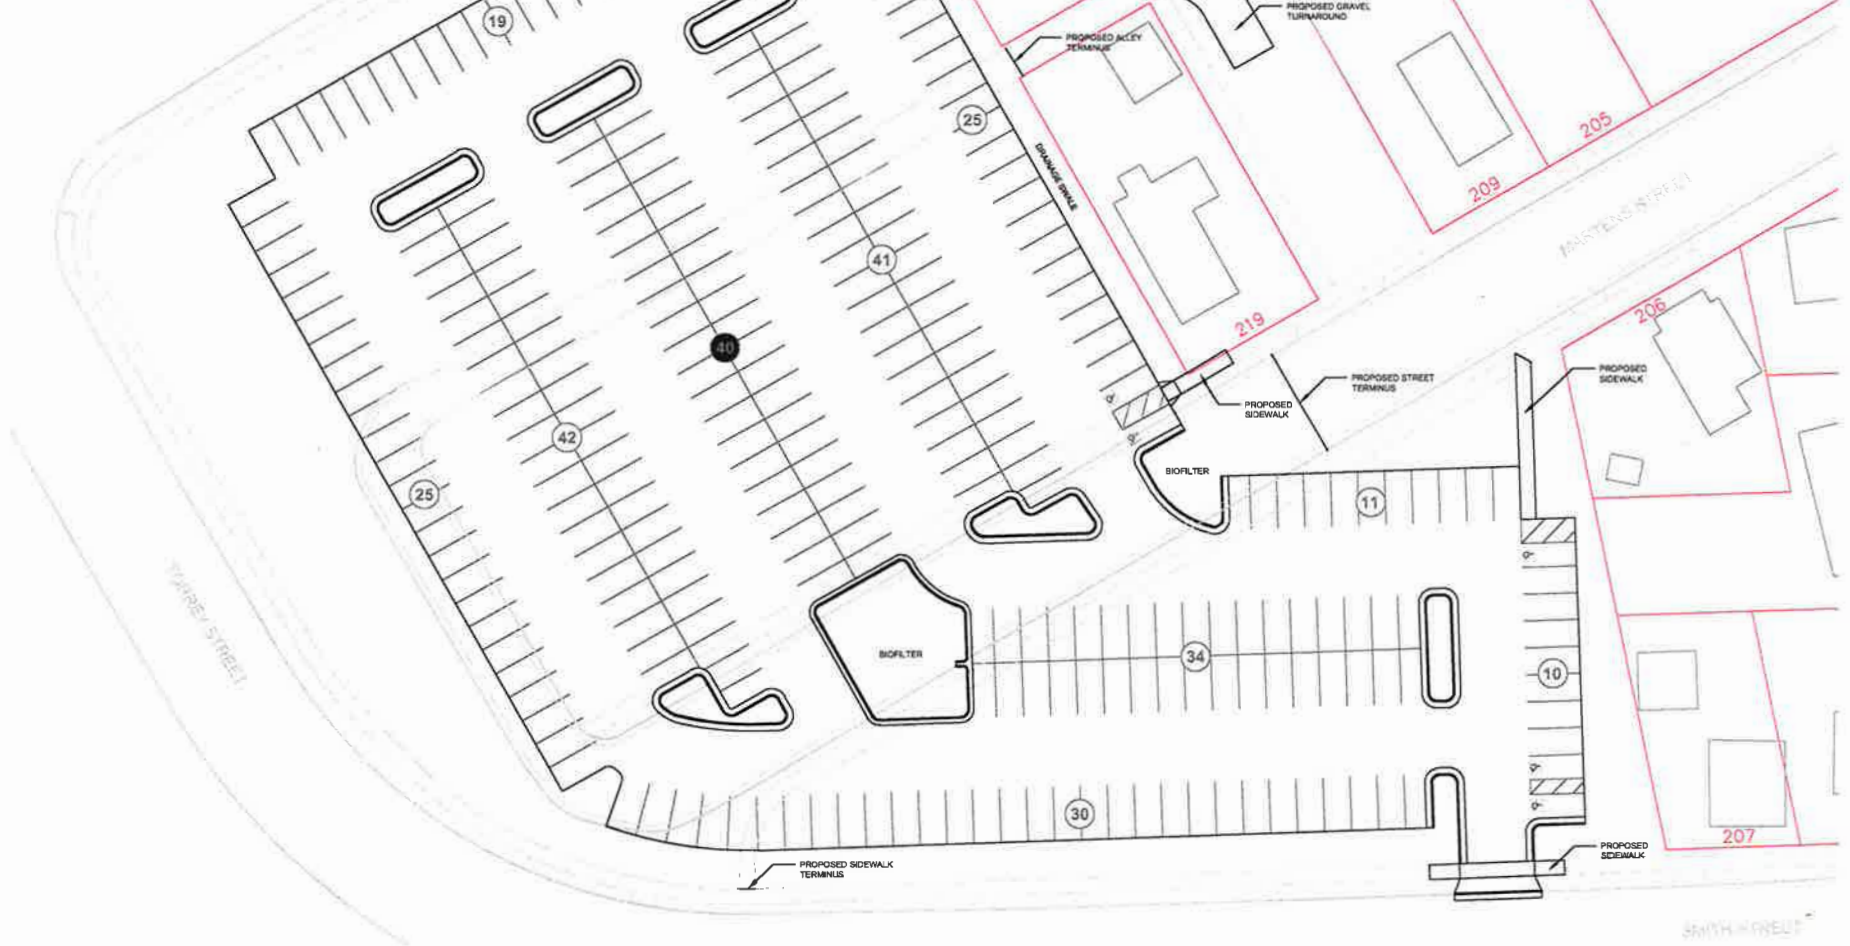 19
PROPOSED GRAVEL
TURNAROUND
PROPOSED ALLEY
TERMINUS
25
DRAINAGE SWALE
205
209
MARTENS STREET
41
219
206
40
PROPOSED STREET
TERMINUS
PROPOSED
SIDEWALK
PROPOSED
SIDEWALK
42
BIOFILTER
25
11
TORREY STREET
BIOFILTER
34
10
30
207
PROPOSED SIDEWALK
TERMINUS
PROPOSED
SIDEWALK